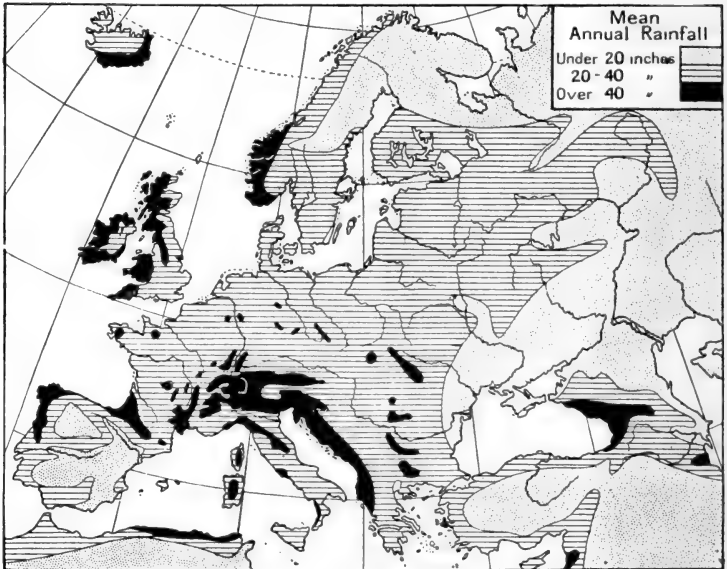 Mean
Annual Rainfall
Under 20 inches
20-40 "
Over 40 "